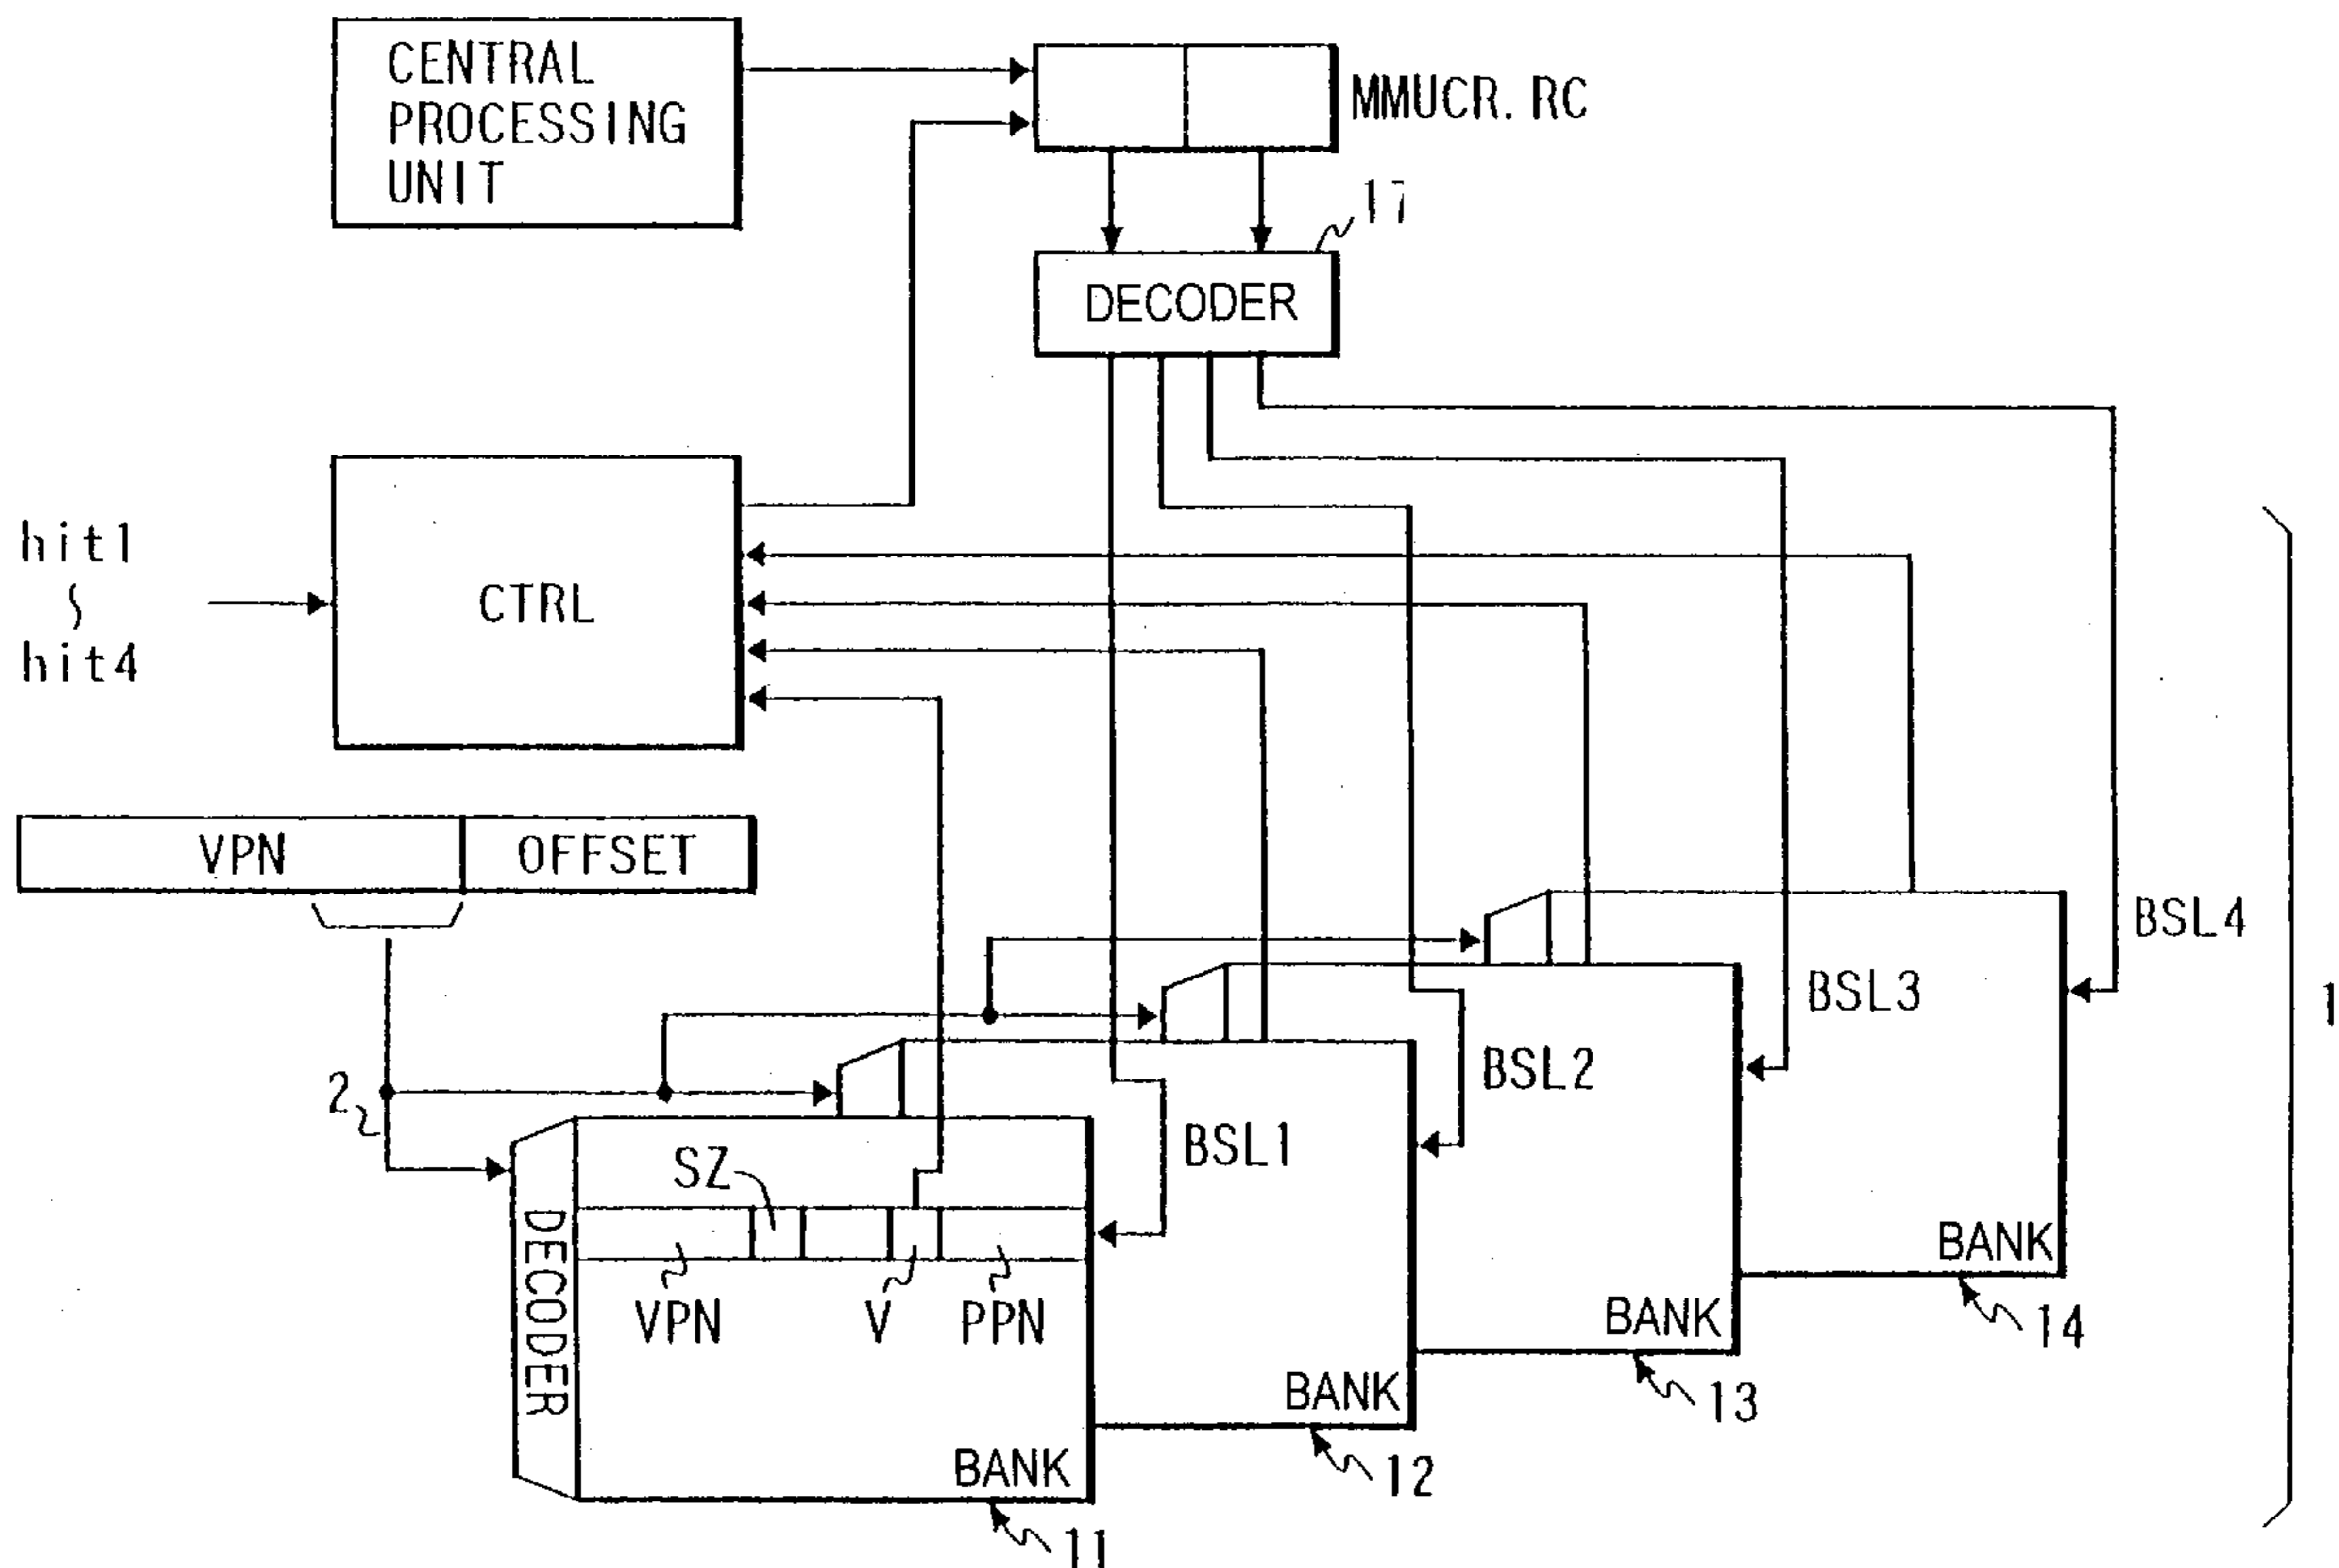 CENTRAL
PROCESSING
UNIT
MMUCR. RC
17
DECODER
hit1
hit4
CTRL
VPN
OFFSET
BSL4
BSL3
1
BSL2
2
BSL1
SZ
DECODER
VPN
V
PPN
BANK
14
BANK
13
BANK
12
BANK
11